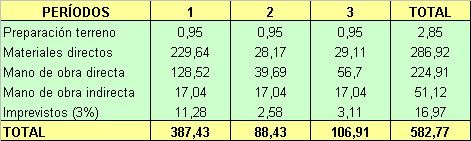 PERÍODOS 1 2 3 TOTAL
Preparación terreno 0,95 0,95 0,95 2,85
Materiales directos 229,64 28,17 29,11 286,92
Mano de obra directa 128,52 39,69 56,7 224,91
Mano de obra indirecta 17,04 17,04 17,04 51,12
Imprevistos (3%) 11,28 2,58 3,11 16,97
TOTAL 387,43 88,43 106,91 582,77